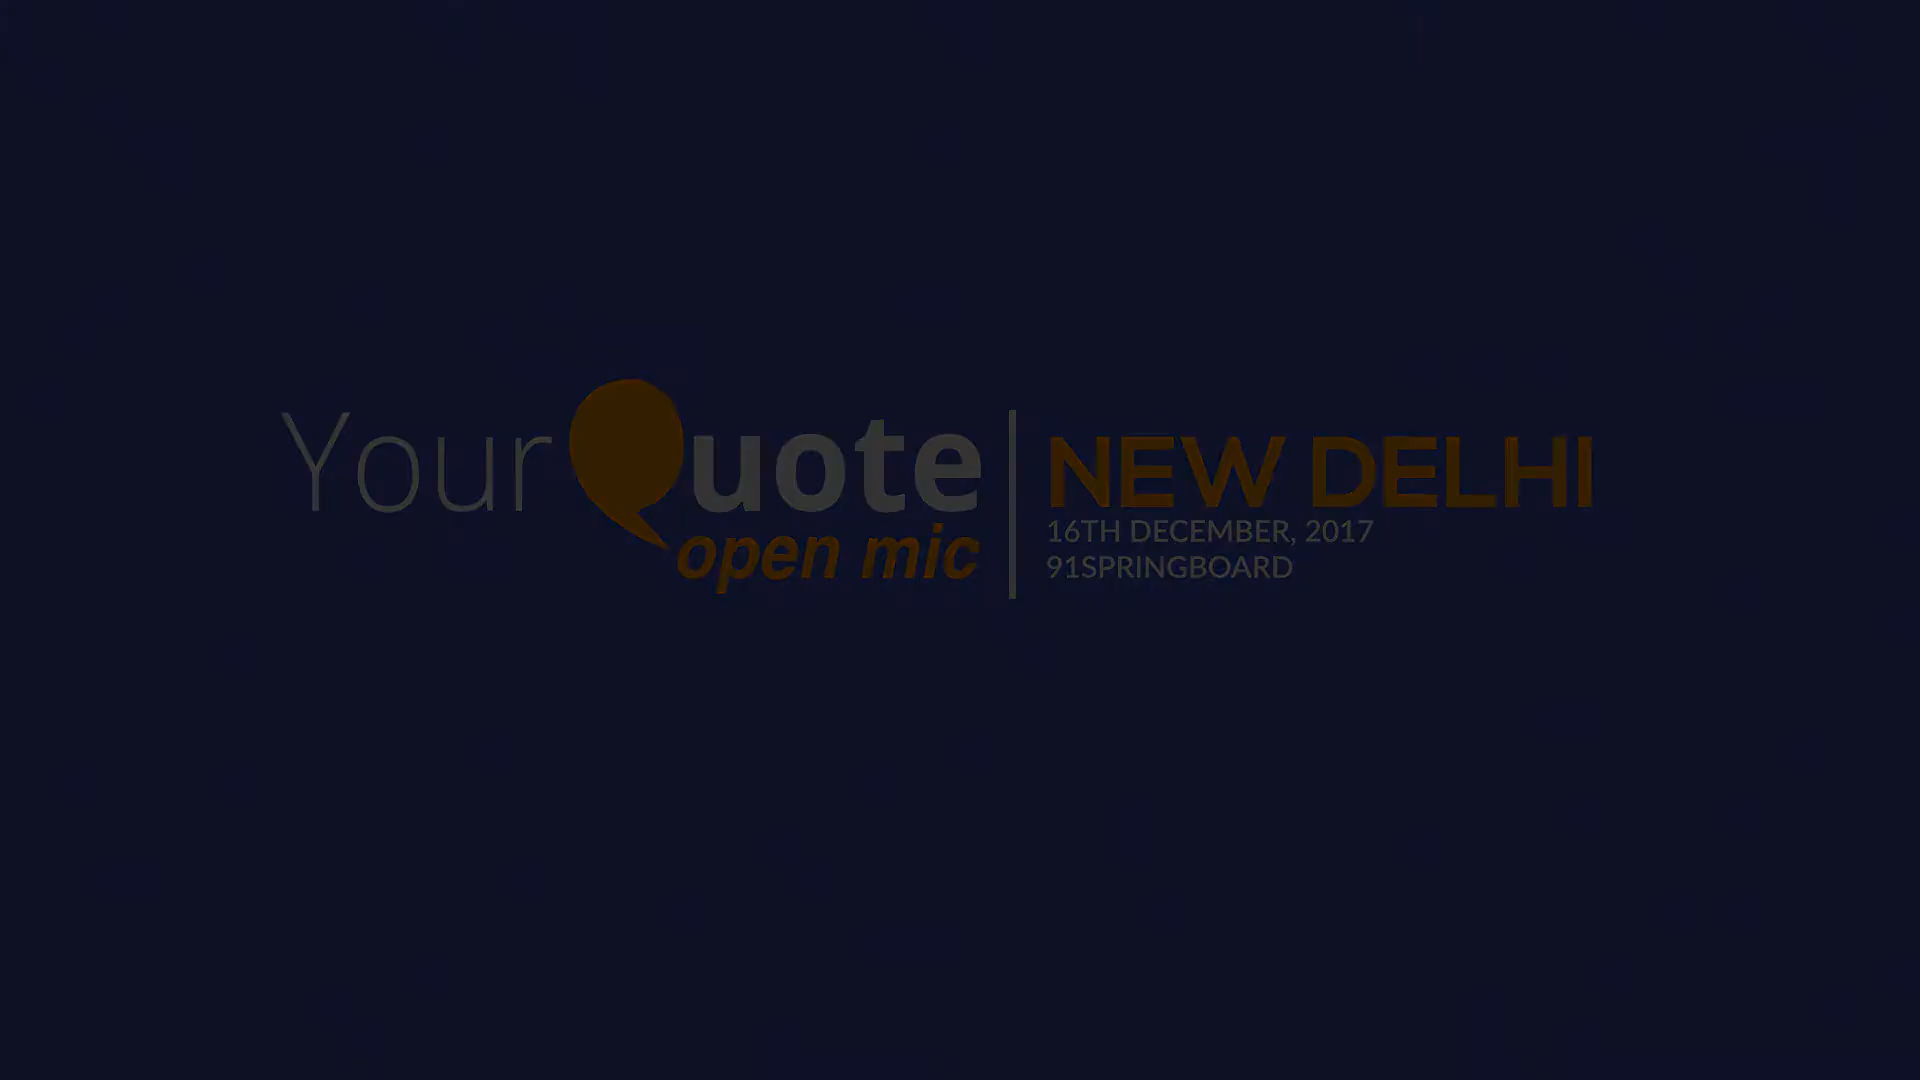 YourQuote
open mic
NEW DELHI
16TH DECEMBER, 2017
91SPRINGBOARD